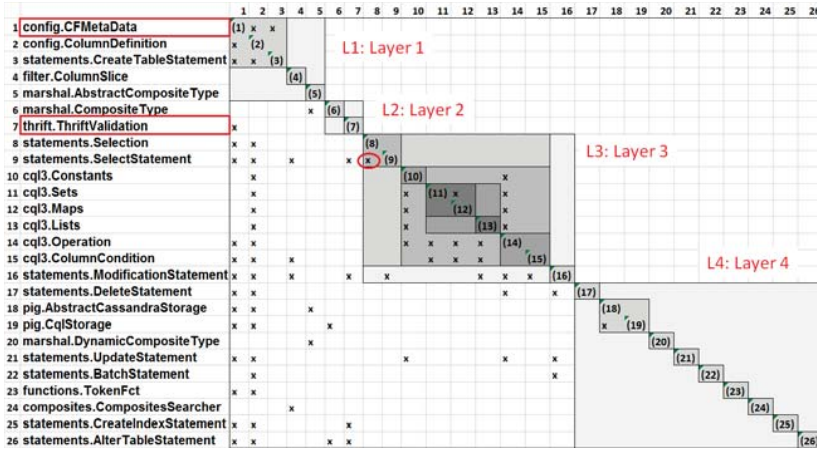 1 2 3 4 5 6 7 8 9 10 11 12 13 14 15 16 17 18 19 20 21 22 23 24 25 26
1 config.CFMetaData (1) x x
2 config.ColumnDefinition x (2)
3 statements.CreateTableStatement x x (3)
L1: Layer 1
4 filter.ColumnSlice (4)
5 marshal.AbstractCompositeType (5)
6 marshal.CompositeType x (6)
L2: Layer 2
7 thrift.ThriftValidation x (7)
8 statements.Selection x x (8)
9 statements.SelectStatement x x x x x (9)
L3: Layer 3
10 cql3.Constants x (10) x
11 cql3.Sets x x (11) x x
12 cql3.Maps x x (12) x
13 cql3.Lists x x (13) x
14 cql3.Operation x x x x x x (14)
15 cql3.ColumnCondition x x x x x x (15)
L4: Layer 4
16 statements.ModificationStatement x x x x x x x x (16)
17 statements.DeleteStatement x x x x (17)
18 pig.AbstractCassandraStorage x x x (18)
19 pig.CqlStorage x x x x (19)
20 marshal.DynamicCompositeType x (20)
21 statements.UpdateStatement x x x x x (21)
22 statements.BatchStatement x x (22)
23 functions.TokenFct x x (23)
24 composites.CompositesSearcher x (24)
25 statements.CreateIndexStatement x x x (25)
26 statements.AlterTableStatement x x x x (26)